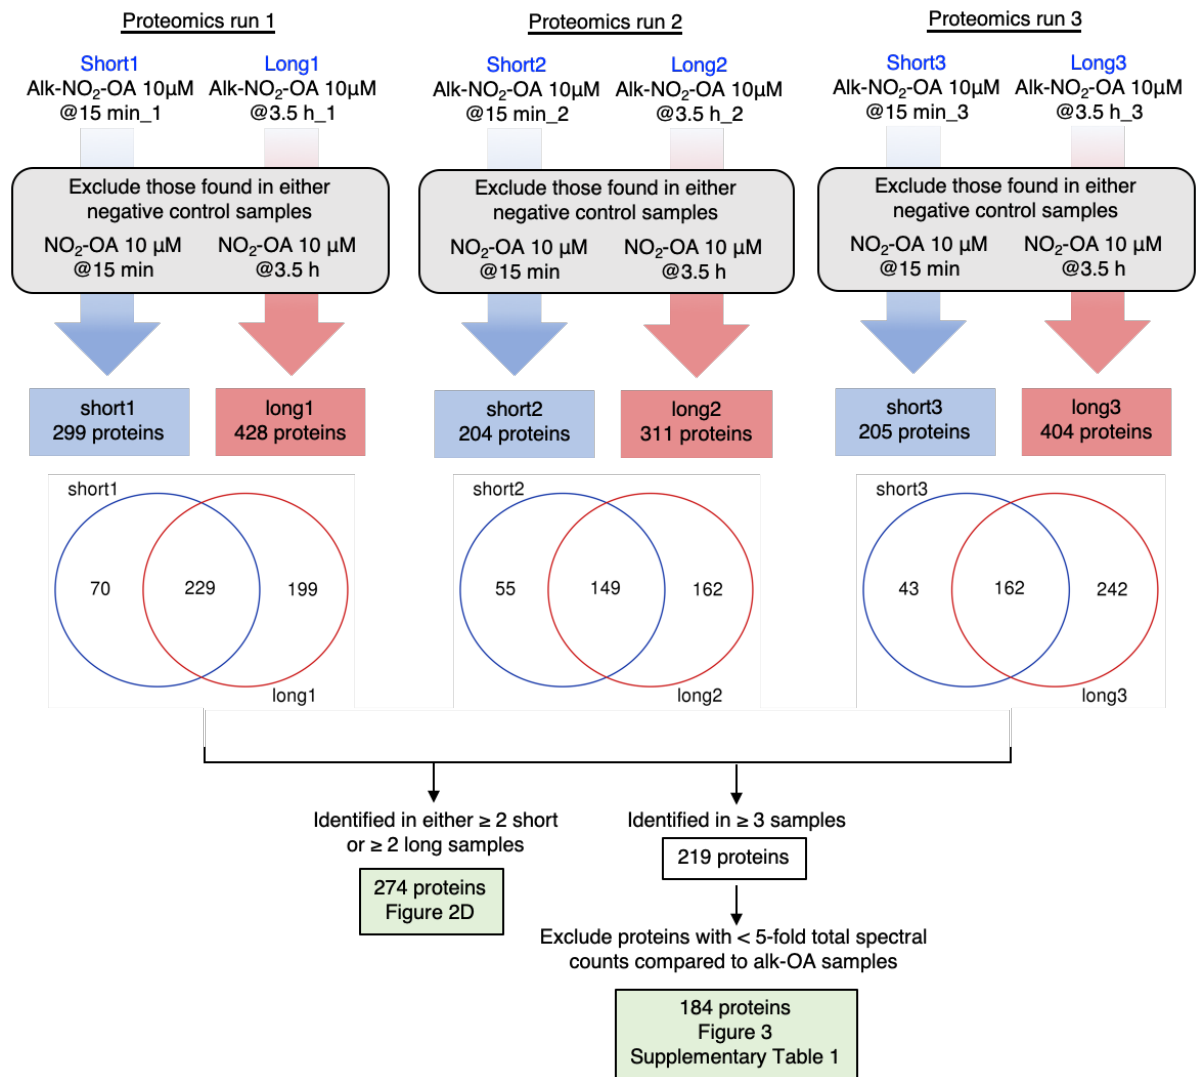 Proteomics run 1
Short1
Alk-NO₂-OA 10μM
@15 min_1
Long1
Alk-NO₂-OA 10μM
@3.5 h_1
Exclude those found in either
negative control samples
NO₂-OA 10 μM
@15 min
NO₂-OA 10 μM
@3.5 h
short1
299 proteins
long1
428 proteins
short1
70
229
199
long1
Proteomics run 2
Short2
Alk-NO₂-OA 10μM
@15 min_2
Long2
Alk-NO₂-OA 10μM
@3.5 h_2
Exclude those found in either
negative control samples
NO₂-OA 10 μM
@15 min
NO₂-OA 10 μM
@3.5 h
short2
204 proteins
long2
311 proteins
short2
55
149
162
long2
Proteomics run 3
Short3
Alk-NO₂-OA 10μM
@15 min_3
Long3
Alk-NO₂-OA 10μM
@3.5 h_3
Exclude those found in either
negative control samples
NO₂-OA 10 μM
@15 min
NO₂-OA 10 μM
@3.5 h
short3
205 proteins
long3
404 proteins
short3
43
162
242
long3
Identified in either ≥ 2 short
or ≥ 2 long samples
274 proteins
Figure 2D
Identified in ≥ 3 samples
219 proteins
Exclude proteins with < 5-fold total spectral
counts compared to alk-OA samples
184 proteins
Figure 3
Supplementary Table 1